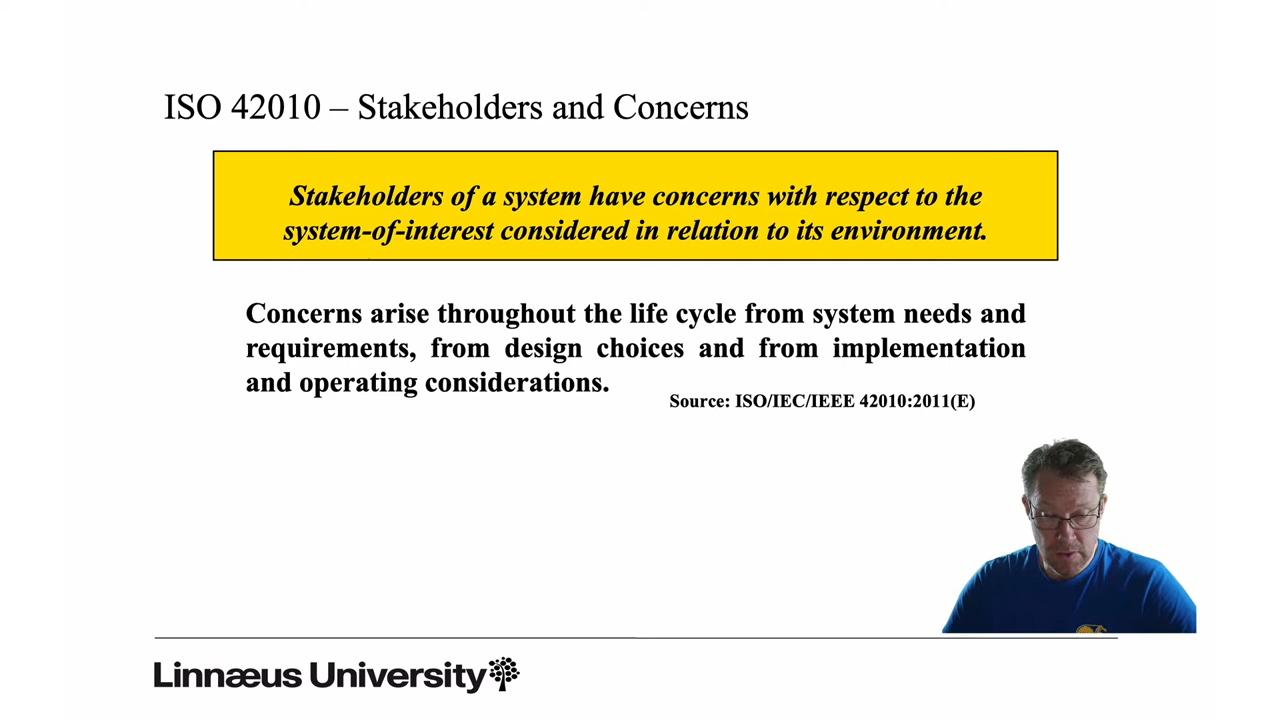 ISO 42010 – Stakeholders and Concerns
Stakeholders of a system have concerns with respect to the
system-of-interest considered in relation to its environment.
Concerns arise throughout the life cycle from system needs and
requirements, from design choices and from implementation
and operating considerations.
Source: ISO/IEC/IEEE 42010:2011(E)
Linnæus University